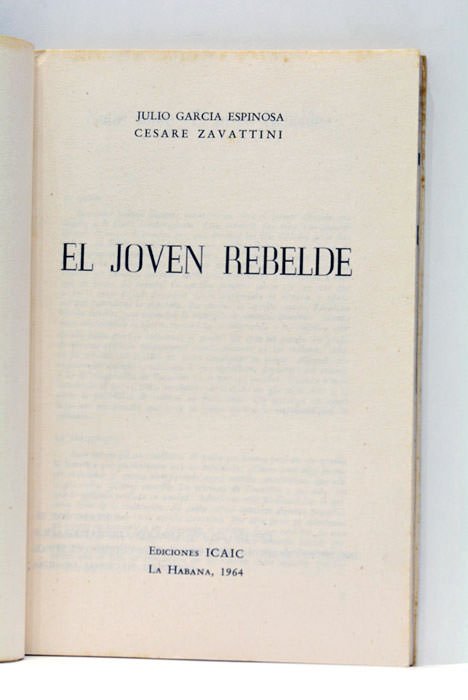 JULIO GARCIA ESPINOSA
CESARE ZAVATTINI
EL JOVEN REBELDE
EDICIONES ICAIC
LA HABANA, 1964